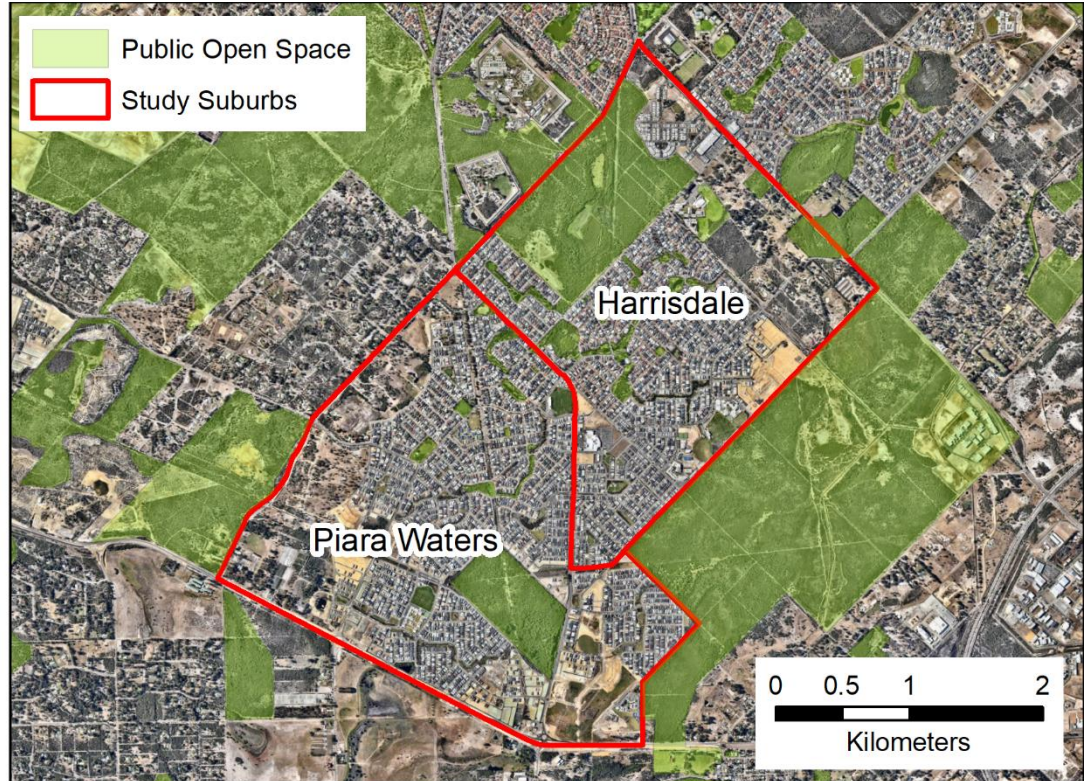 Public Open Space
Study Suburbs
Harrisdale
Piara Waters
0 0.5 1 2
Kilometers